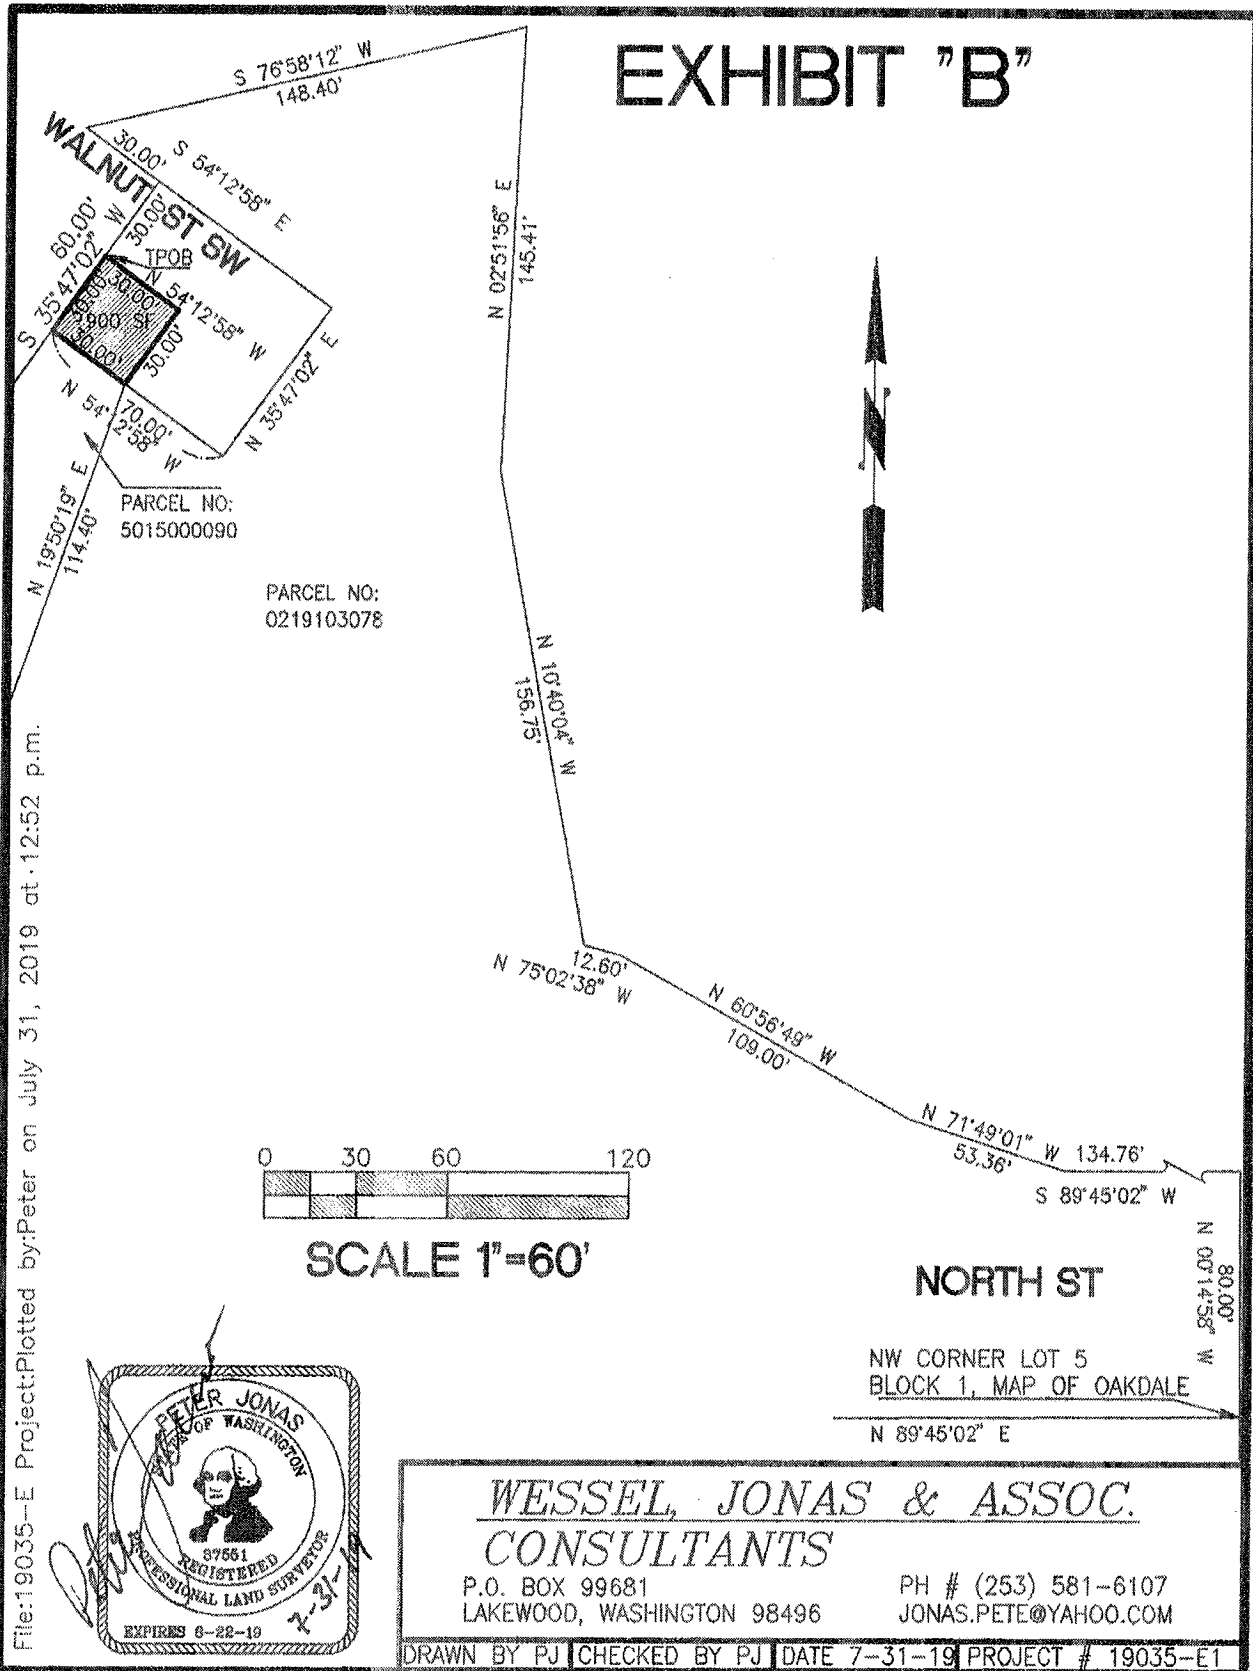 EXHIBIT "B"
S 76°58'12" W
148.40'
WALNUT ST SW
30.00'
S 54°12'58" E
60.00'
S 35°47'02" W
30.00'
TPOB
N 54°12'58" W
30.00'
30.00'
900 SF
30.00'
30.00'
N 35°47'02" E
70.00'
N 54°12'58" W
N 02°51'56" E
145.41'
N
PARCEL NO:
5015000090
N 19°50'19" E
114.40'
PARCEL NO:
0219103078
N 10°40'04" W
156.75'
12.60'
N 75°02'38" W
N 60°56'49" W
109.00'
N 71°49'01" W
53.36'
134.76'
S 89°45'02" W
0 30 60 120
SCALE 1"=60'
NORTH ST
80.00'
N 00°14'58" W
NW CORNER LOT 5
BLOCK 1, MAP OF OAKDALE
N 89°45'02" E
File:19035-E Project:Plotted by:Peter on July 31, 2019 at 12:52 p.m.
PETER JONAS
OF WASHINGTON
37551
REGISTERED
PROFESSIONAL LAND SURVEYOR
EXPIRES 6-22-19
WESSEL, JONAS & ASSOC.
CONSULTANTS
P.O. BOX 99681
LAKEWOOD, WASHINGTON 98496
PH # (253) 581-6107
JONAS.PETE@YAHOO.COM
DRAWN BY PJ CHECKED BY PJ DATE 7-31-19 PROJECT # 19035-E1